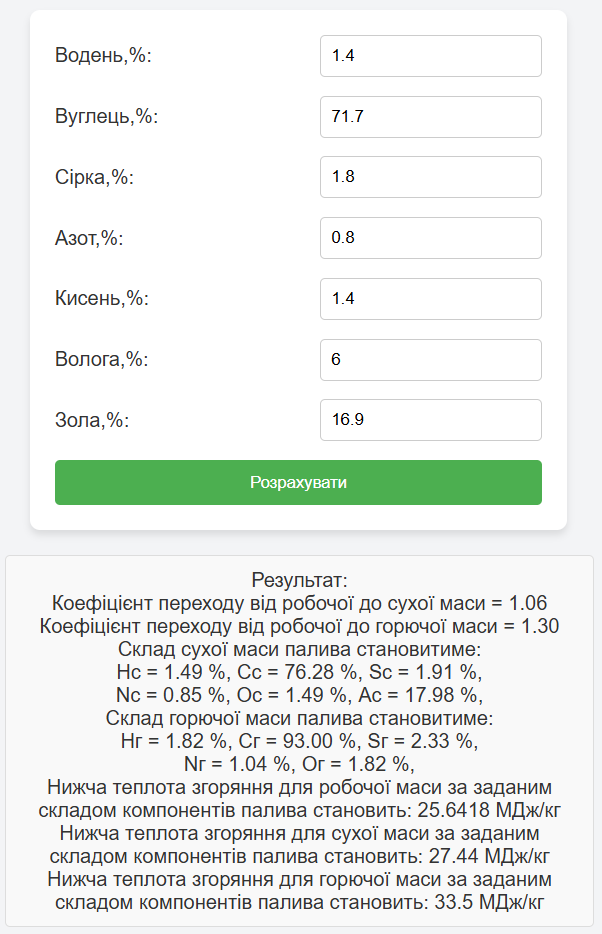 Водень,%:
1.4
Вуглець,%:
71.7
Сірка,%:
1.8
Азот,%:
0.8
Кисень,%:
1.4
Волога,%:
6
Зола,%:
16.9
Розрахувати
Результат:
Коефіцієнт переходу від робочої до сухої маси = 1.06
Коефіцієнт переходу від робочої до горючої маси = 1.30
Склад сухої маси палива становитиме:
Hс = 1.49 %, Cс = 76.28 %, Sс = 1.91 %,
Nс = 0.85 %, Oс = 1.49 %, Aс = 17.98 %,
Склад горючої маси палива становитиме:
Hг = 1.82 %, Cг = 93.00 %, Sг = 2.33 %,
Nг = 1.04 %, Oг = 1.82 %,
Нижча теплота згоряння для робочої маси за заданим
складом компонентів палива становить: 25.6418 МДж/кг
Нижча теплота згоряння для сухої маси за заданим
складом компонентів палива становить: 27.44 МДж/кг
Нижча теплота згоряння для горючої маси за заданим
складом компонентів палива становить: 33.5 МДж/кг